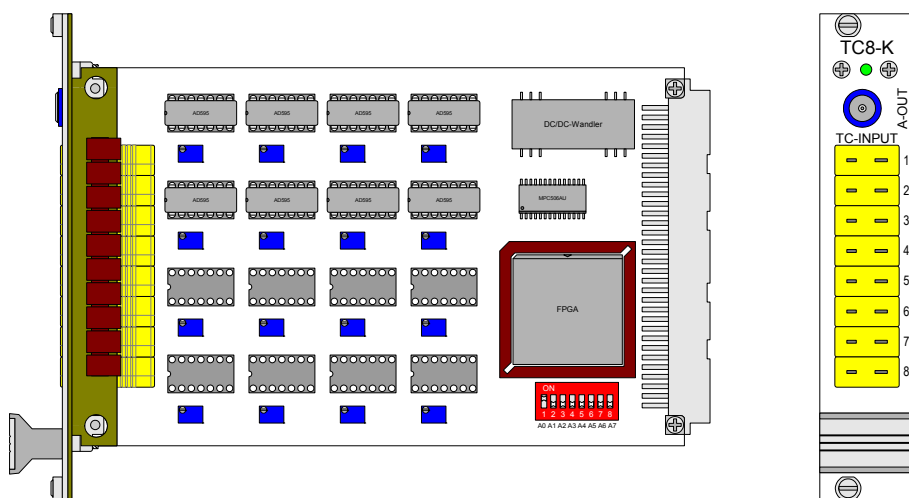 TC8-K
AD595 AD595 AD595 AD595
DC/DC-Wandler
A-OUT
TC-INPUT
1
2
3
4
5
6
7
8
AD595 AD595 AD595 AD595
MPC506AU
FPGA
ON
1 2 3 4 5 6 7 8
A0 A1 A2 A3 A4 A5 A6 A7